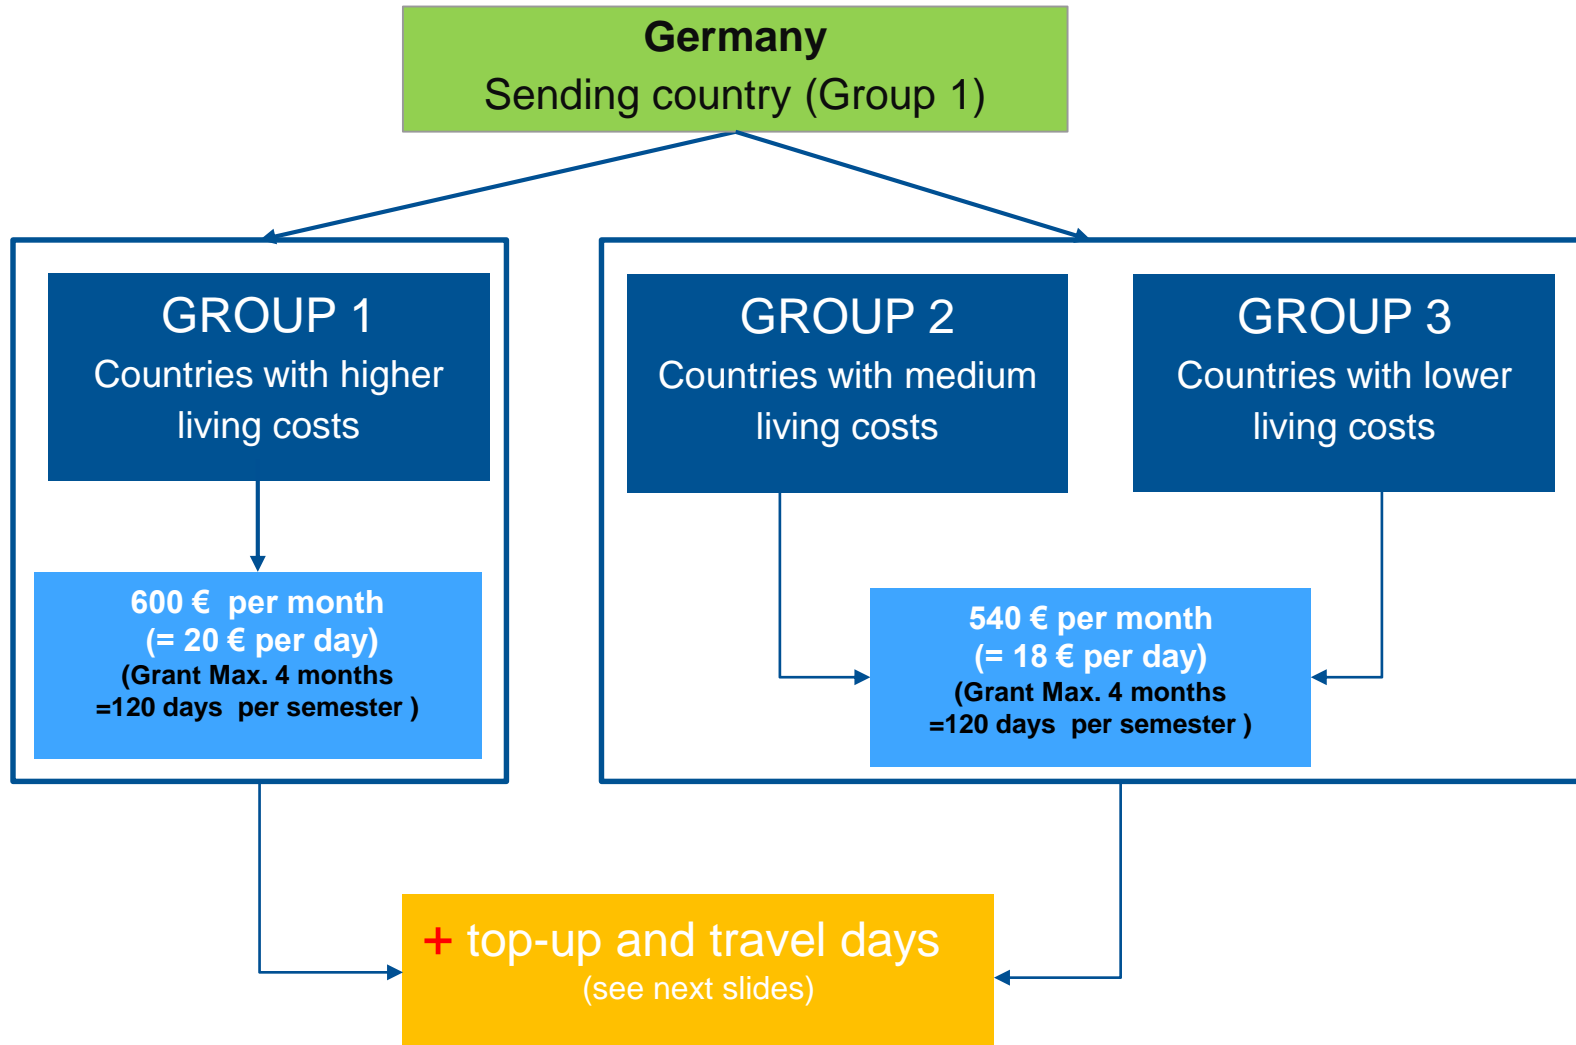 Germany
Sending country (Group 1)
GROUP 1
Countries with higher
living costs
600 € per month
(= 20 € per day)
(Grant Max. 4 months
=120 days per semester )
GROUP 2
Countries with medium
living costs
GROUP 3
Countries with lower
living costs
540 € per month
(= 18 € per day)
(Grant Max. 4 months
=120 days per semester )
+ top-up and travel days
(see next slides)